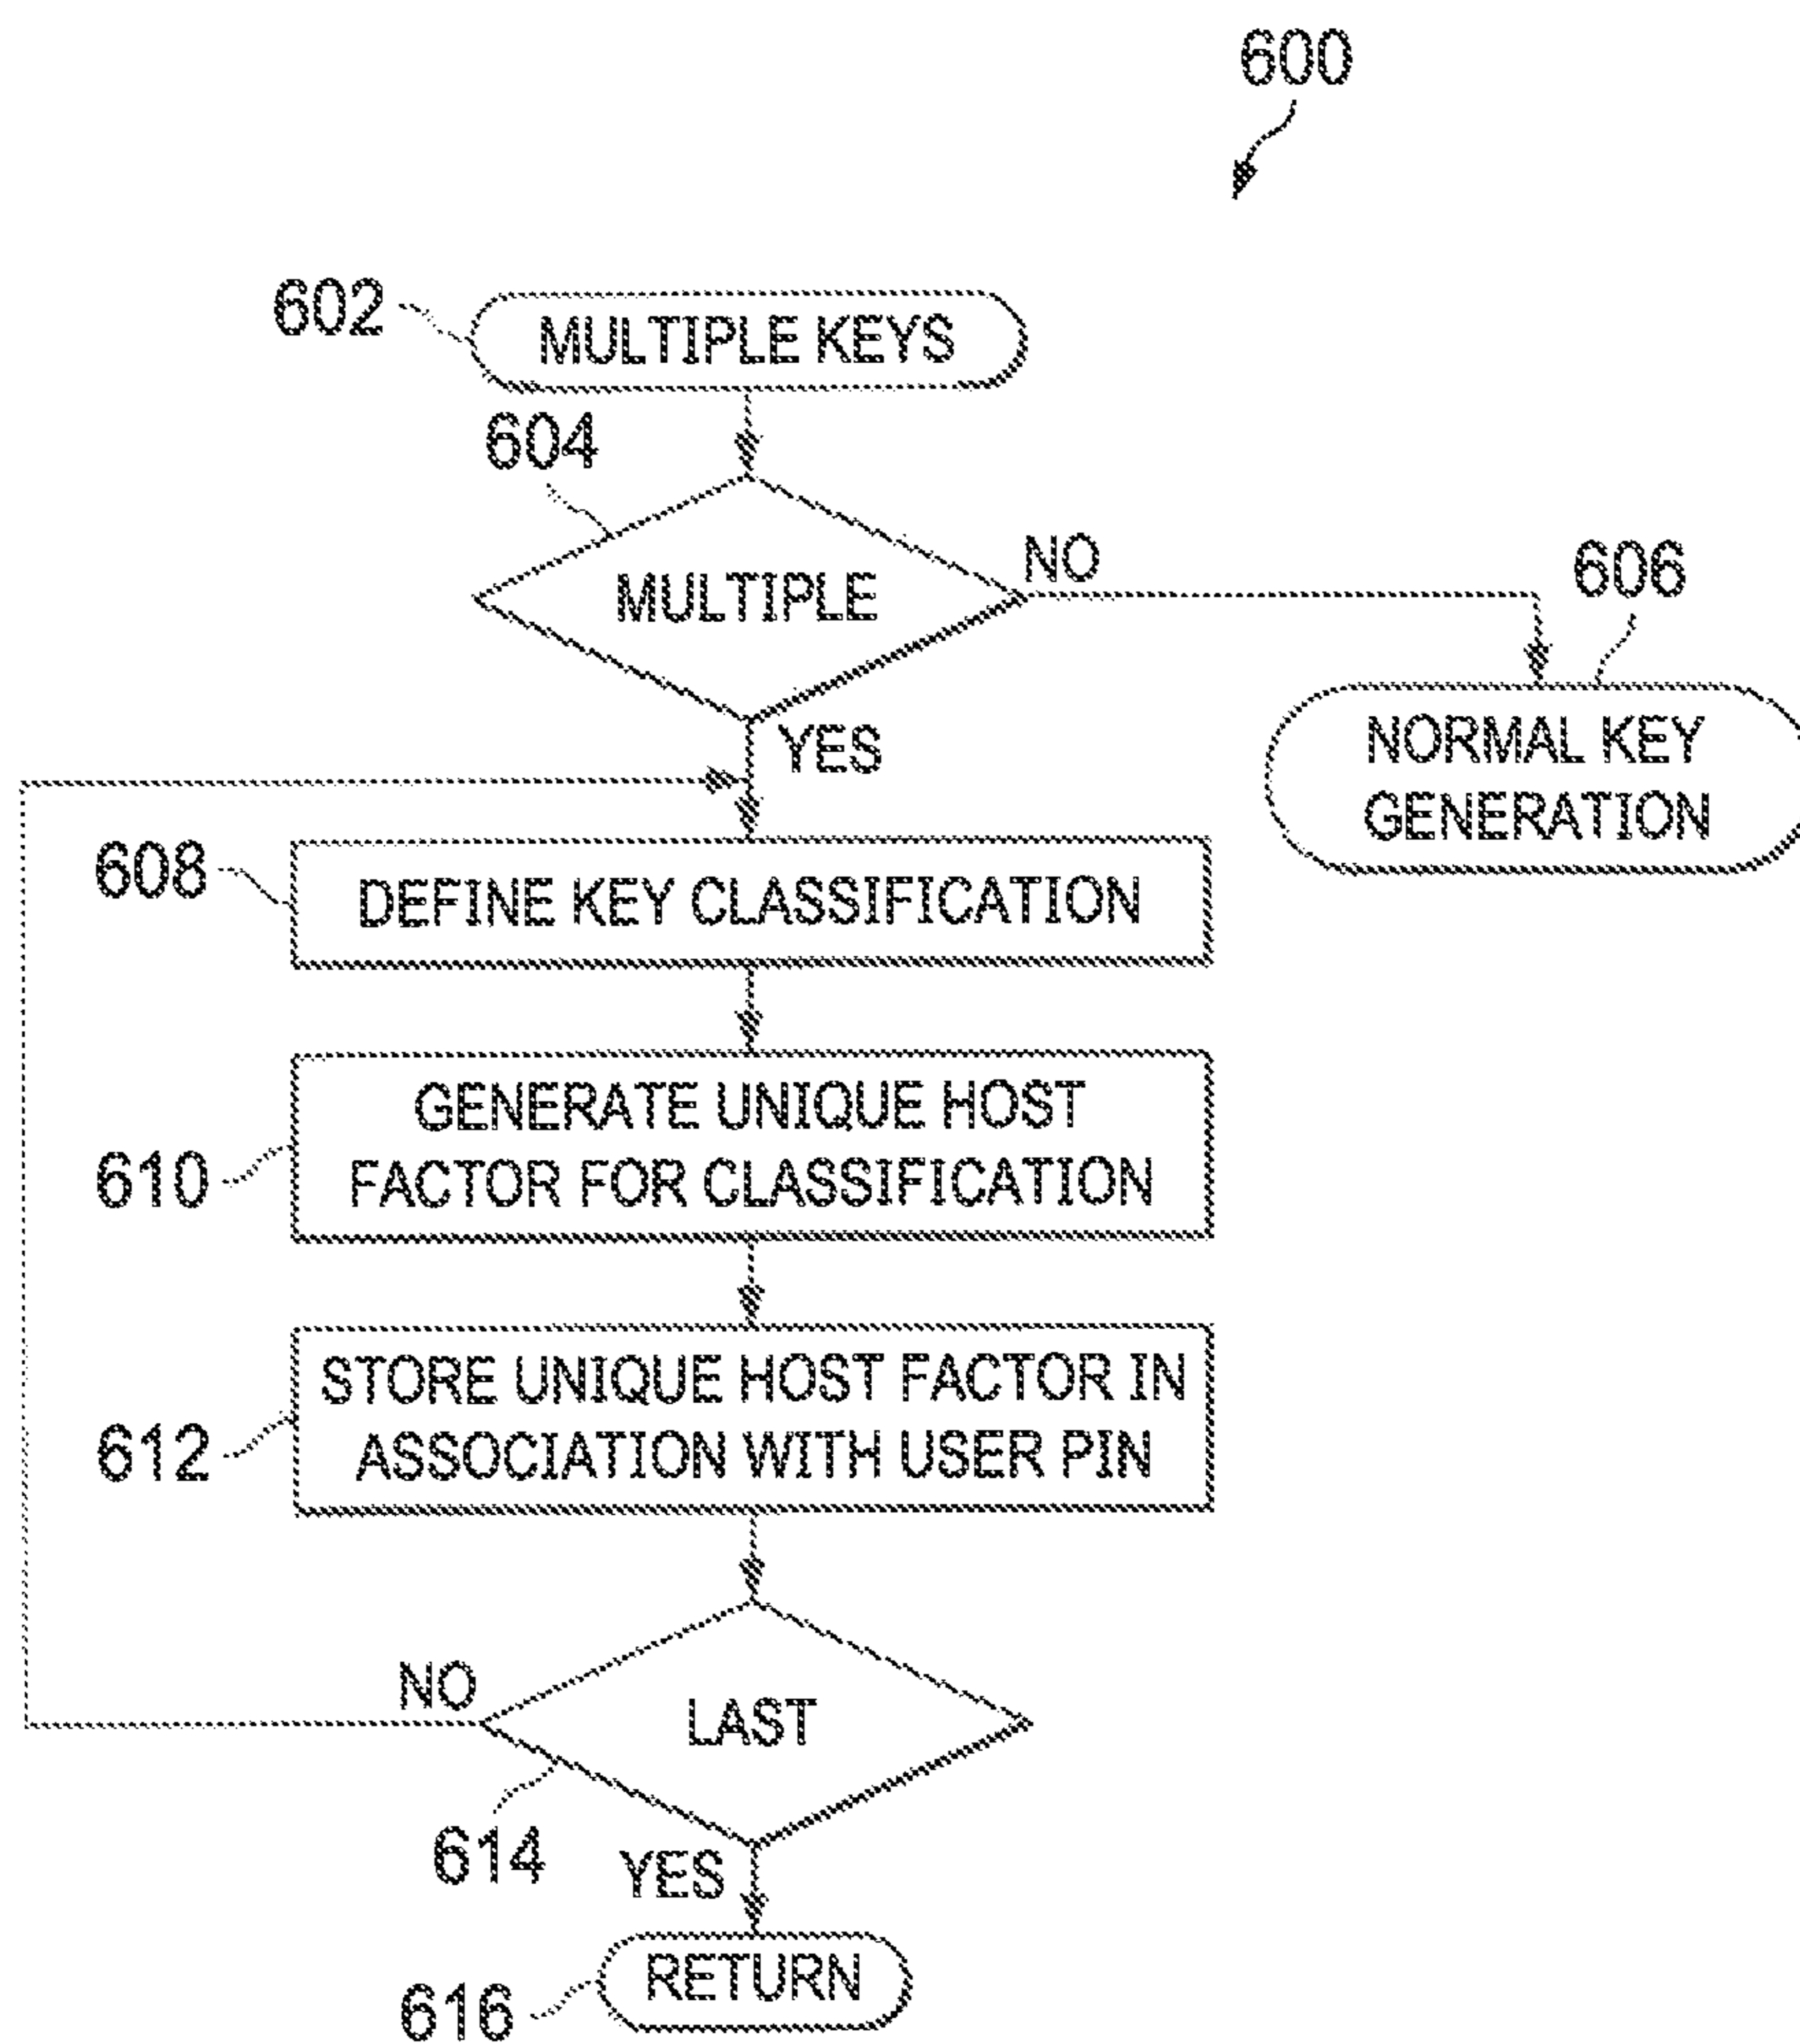 600
602
MULTIPLE KEYS
604
MULTIPLE
NO
606
NORMAL KEY
GENERATION
YES
608
DEFINE KEY CLASSIFICATION
610
GENERATE UNIQUE HOST
FACTOR FOR CLASSIFICATION
612
STORE UNIQUE HOST FACTOR IN
ASSOCIATION WITH USER PIN
NO
LAST
614
YES
616
RETURN